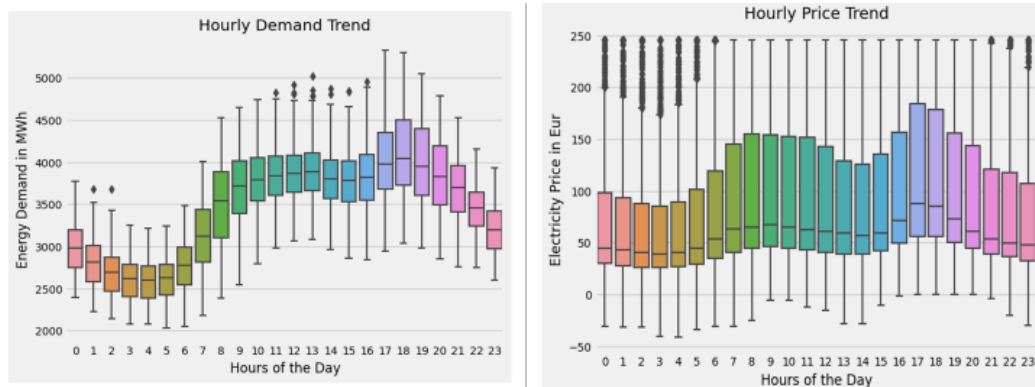 Hourly Demand Trend
Energy Demand in MWh
5000
4500
4000
3500
3000
2500
2000
0 1 2 3 4 5 6 7 8 9 10 11 12 13 14 15 16 17 18 19 20 21 22 23
Hours of the Day
Hourly Price Trend
Electricity Price in Eur
250
200
150
100
50
0
−50
0 1 2 3 4 5 6 7 8 9 10 11 12 13 14 15 16 17 18 19 20 21 22 23
Hours of the Day